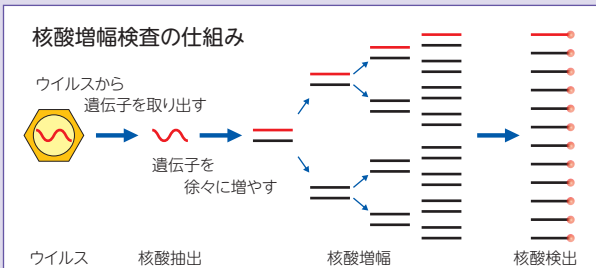 核酸増幅検査の仕組み
ウイルスから
遺伝子を取り出す
遺伝子を
徐々に増やす
ウイルス
核酸抽出
核酸増幅
核酸検出